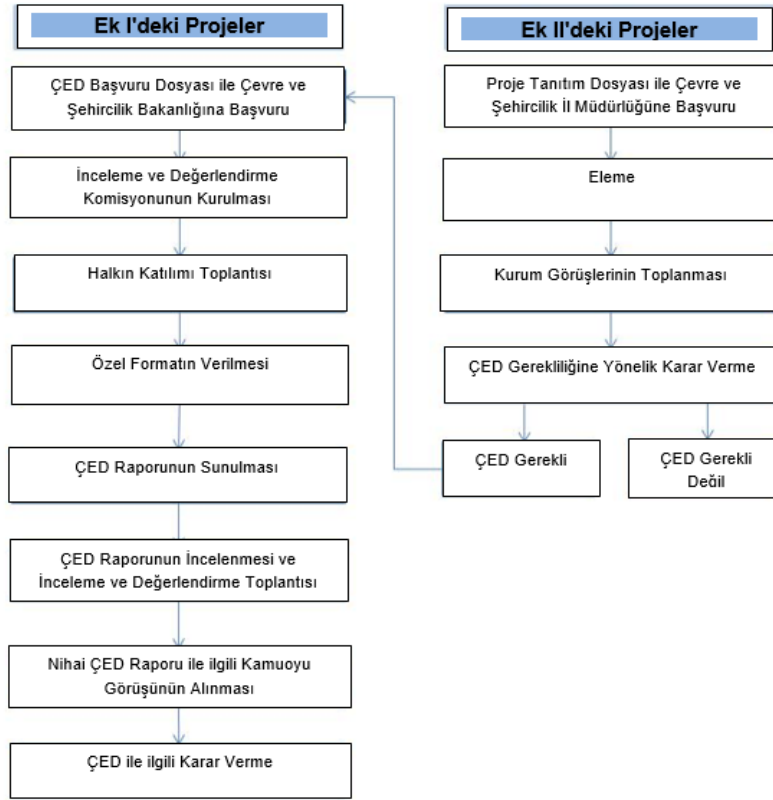 Ek I'deki Projeler
ÇED Başvuru Dosyası ile Çevre ve
Şehircilik Bakanlığına Başvuru
İnceleme ve Değerlendirme
Komisyonunun Kurulması
Halkın Katılımı Toplantısı
Özel Formatın Verilmesi
ÇED Raporunun Sunulması
ÇED Raporunun İncelenmesi ve
İnceleme ve Değerlendirme Toplantısı
Nihai ÇED Raporu ile ilgili Kamuoyu
Görüşünün Alınması
ÇED ile ilgili Karar Verme
Ek II'deki Projeler
Proje Tanıtım Dosyası ile Çevre ve
Şehircilik İl Müdürlüğüne Başvuru
Eleme
Kurum Görüşlerinin Toplanması
ÇED Gerekliliğine Yönelik Karar Verme
ÇED Gerekli
ÇED Gerekli
Değil